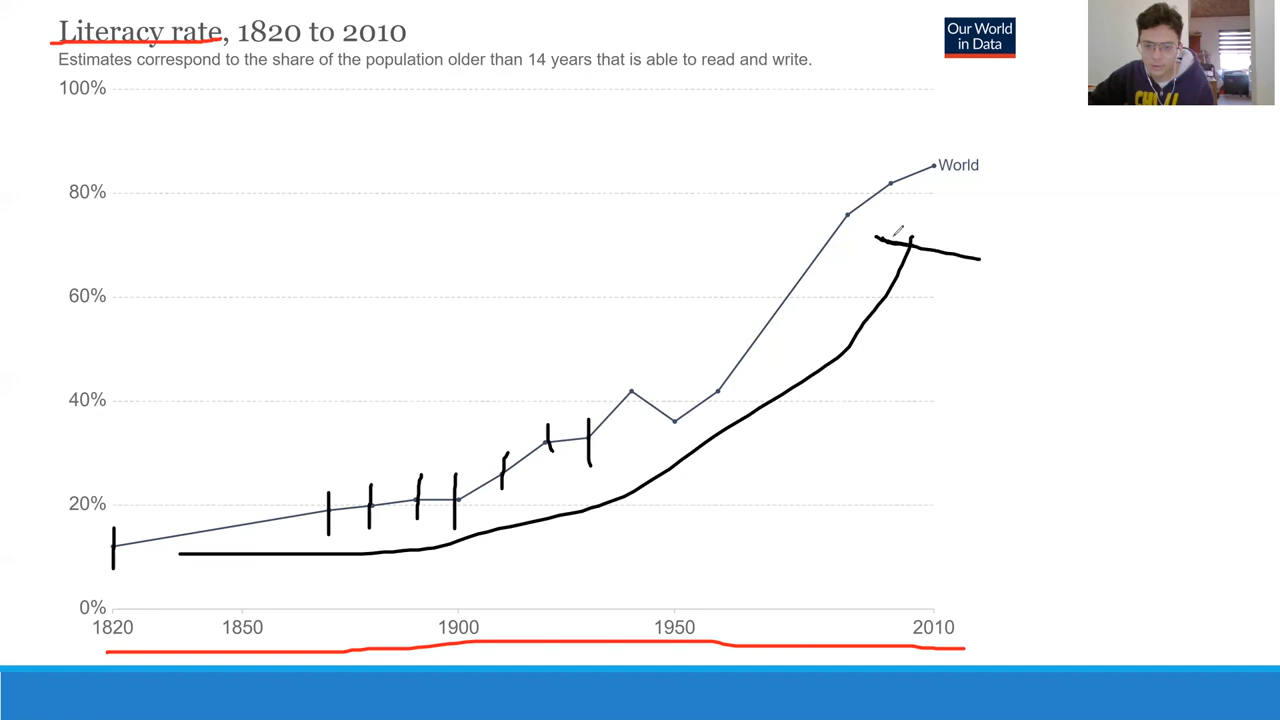 Literacy rate, 1820 to 2010
Our World
in Data
Estimates correspond to the share of the population older than 14 years that is able to read and write.
100%
World
80%
60%
40%
20%
0%
1820 1850 1900 1950 2010